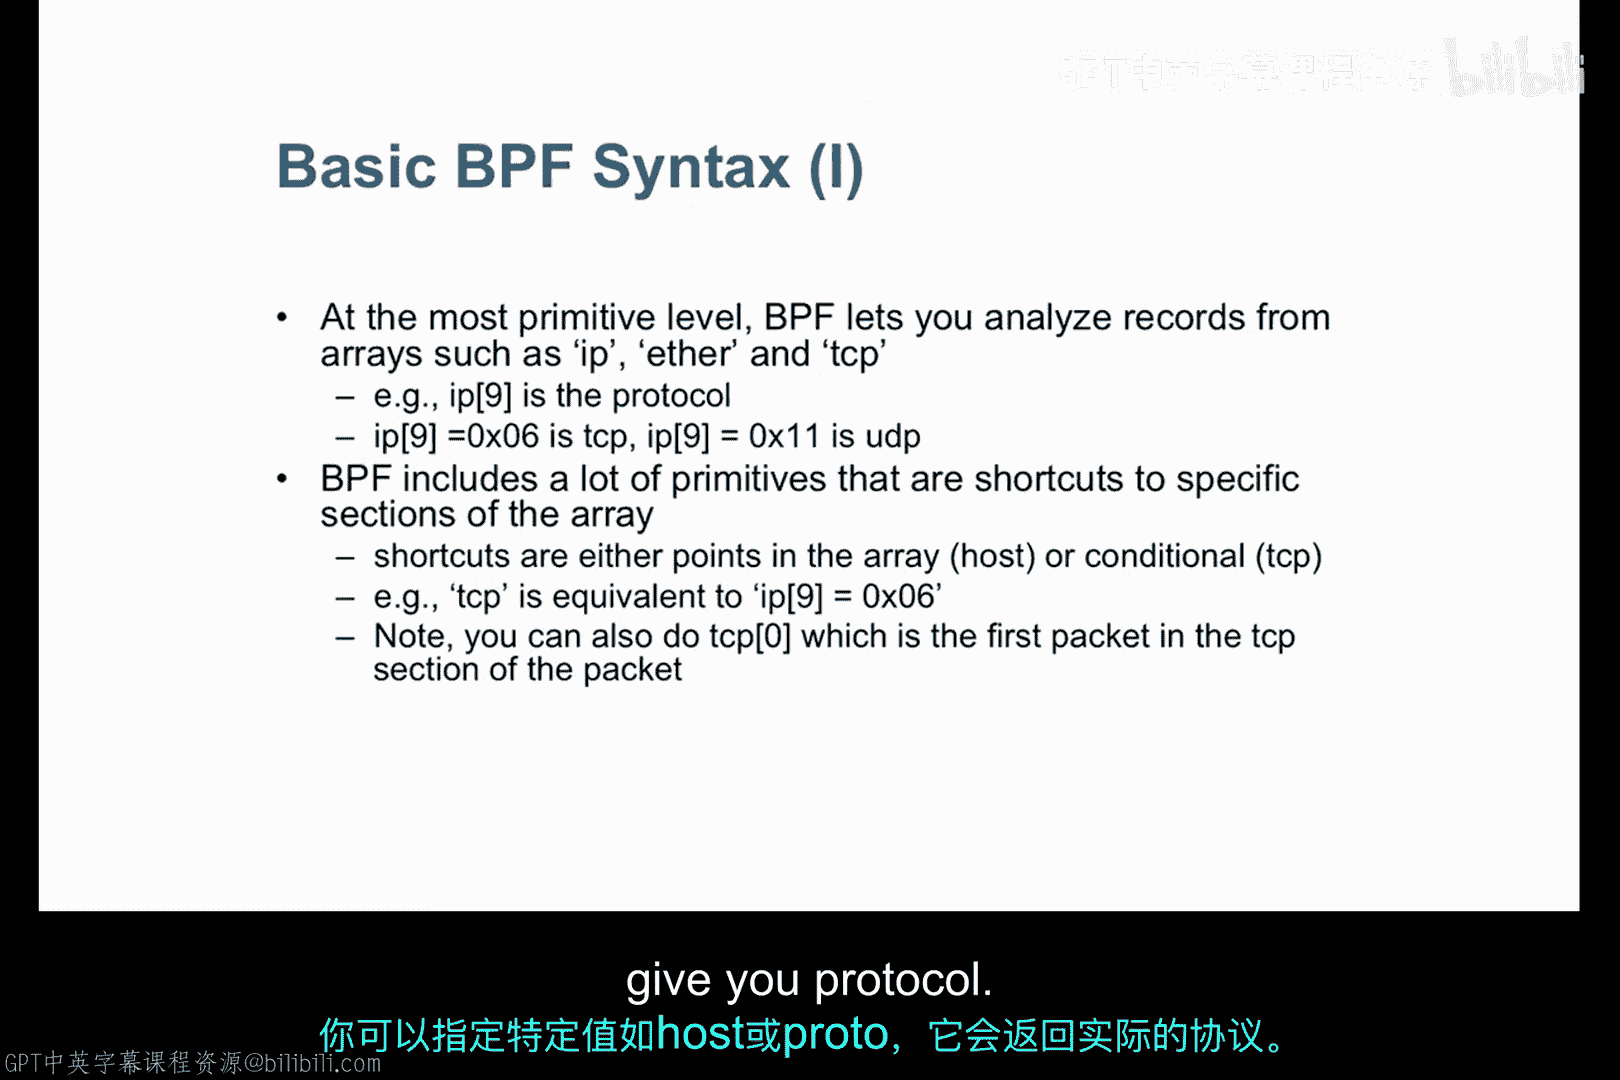 bilibili
Basic BPF Syntax (I)
• At the most primitive level, BPF lets you analyze records from
arrays such as ‘ip’, ‘ether’ and ‘tcp’
– e.g., ip[9] is the protocol
– ip[9] =0x06 is tcp, ip[9] = 0x11 is udp
• BPF includes a lot of primitives that are shortcuts to specific
sections of the array
– shortcuts are either points in the array (host) or conditional (tcp)
– e.g., ‘tcp’ is equivalent to ‘ip[9] = 0x06’
– Note, you can also do tcp[0] which is the first packet in the tcp
section of the packet
give you protocol.
你可以指定特定值如host或proto，它会返回实际的协议。
GPT中英字幕课程资源@bilibili.com